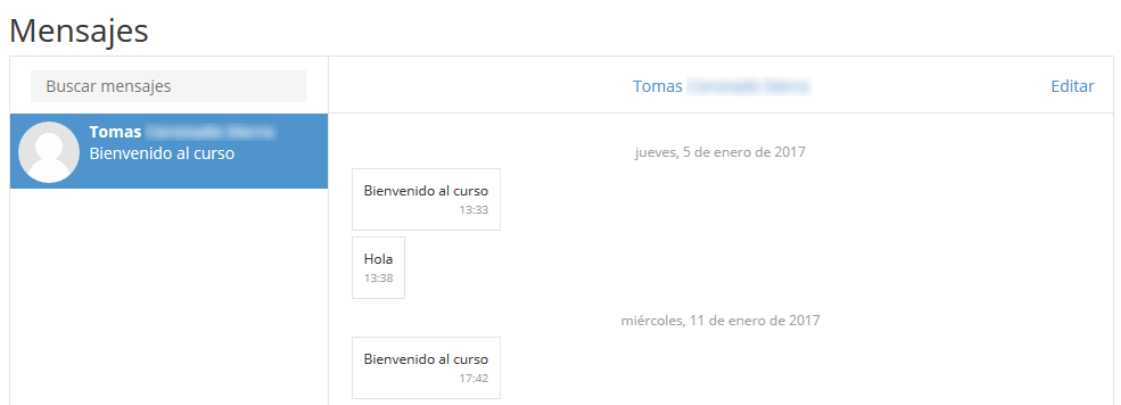 Mensajes
Buscar mensajes
Tomas
Bienvenido al curso
Tomas
Editar
jueves, 5 de enero de 2017
Bienvenido al curso
13:33
Hola
13:38
miércoles, 11 de enero de 2017
Bienvenido al curso
17:42